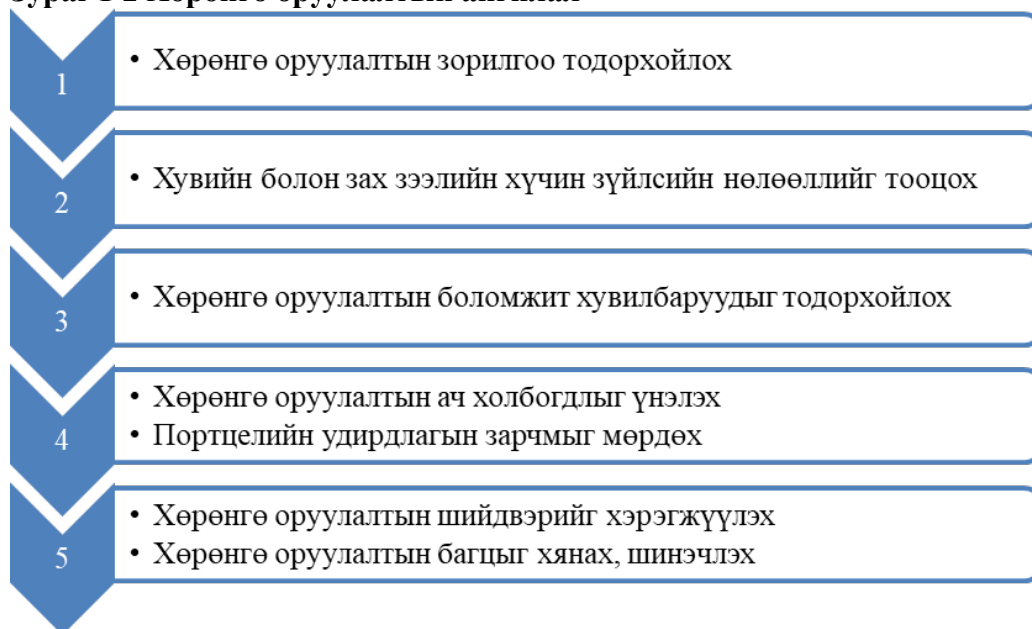 1
• Хөрөнгө оруулалтын зорилгоо тодорхойлох
2
• Хувийн болон зах зээлийн хүчин зүйлсийн нөлөөллийг тооцох
3
• Хөрөнгө оруулалтын боломжит хувилбаруудыг тодорхойлох
4
• Хөрөнгө оруулалтын ач холбогдлыг үнэлэх
• Портцелийн удирдлагын зарчмыг мөрдөх
5
• Хөрөнгө оруулалтын шийдвэрийг хэрэгжүүлэх
• Хөрөнгө оруулалтын багцыг хянах, шинэчлэх